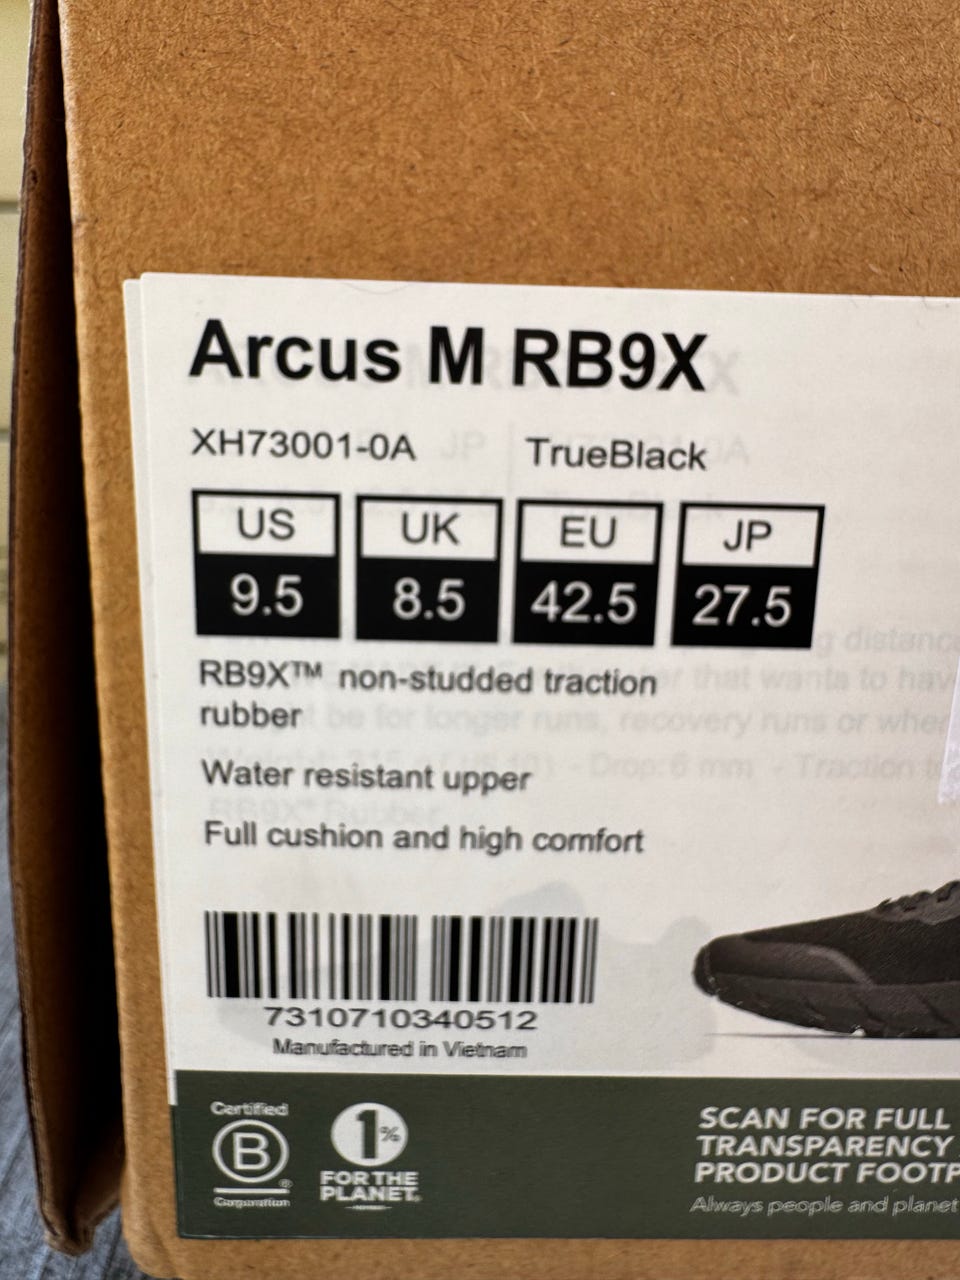 Arcus M RB9X
XH73001-0A TrueBlack
US UK EU JP
9.5 8.5 42.5 27.5
RB9X™ non-studded traction
rubber
Water resistant upper
Full cushion and high comfort
7310710340512
Manufactured in Vietnam
Certified
B
®
Corporation
1%
FOR THE
PLANET®
SCAN FOR FULL
TRANSPARENCY
PRODUCT FOOTP
Always people and planet